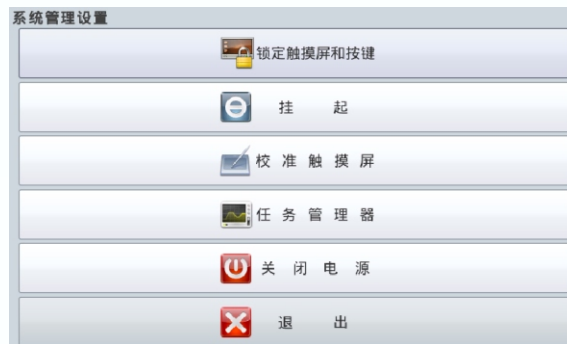 系统管理设置
锁定触摸屏和按键
挂 起
校 准 触 摸 屏
任 务 管 理 器
关 闭 电 源
退 出